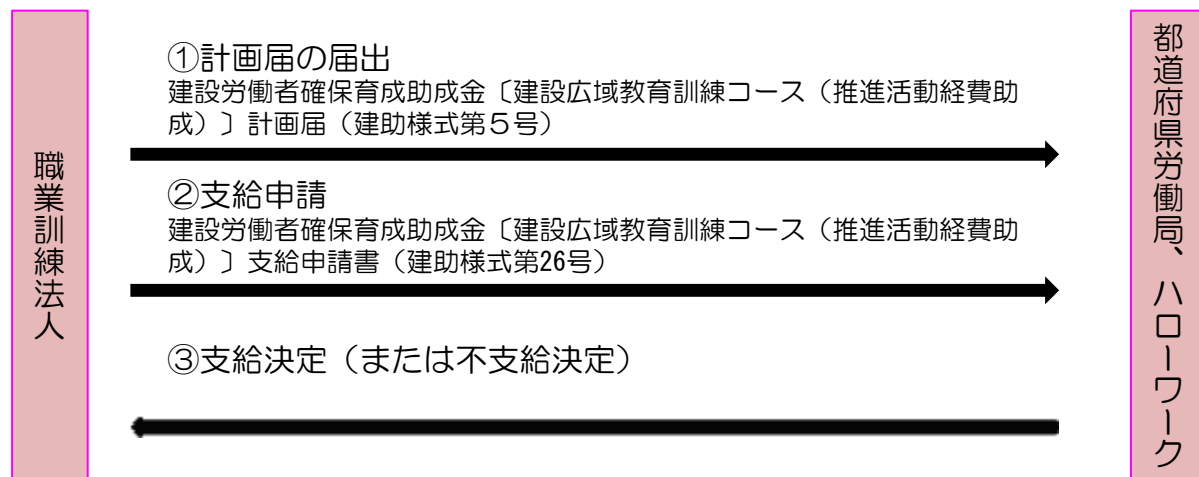 職業訓練法人
①計画届の届出
建設労働者確保育成助成金〔建設広域教育訓練コース（推進活動経費助
成）〕計画届（建助様式第５号）
②支給申請
建設労働者確保育成助成金〔建設広域教育訓練コース（推進活動経費助
成）〕支給申請書（建助様式第26号）
③支給決定（または不支給決定）
都道府県労働局、ハローワーク